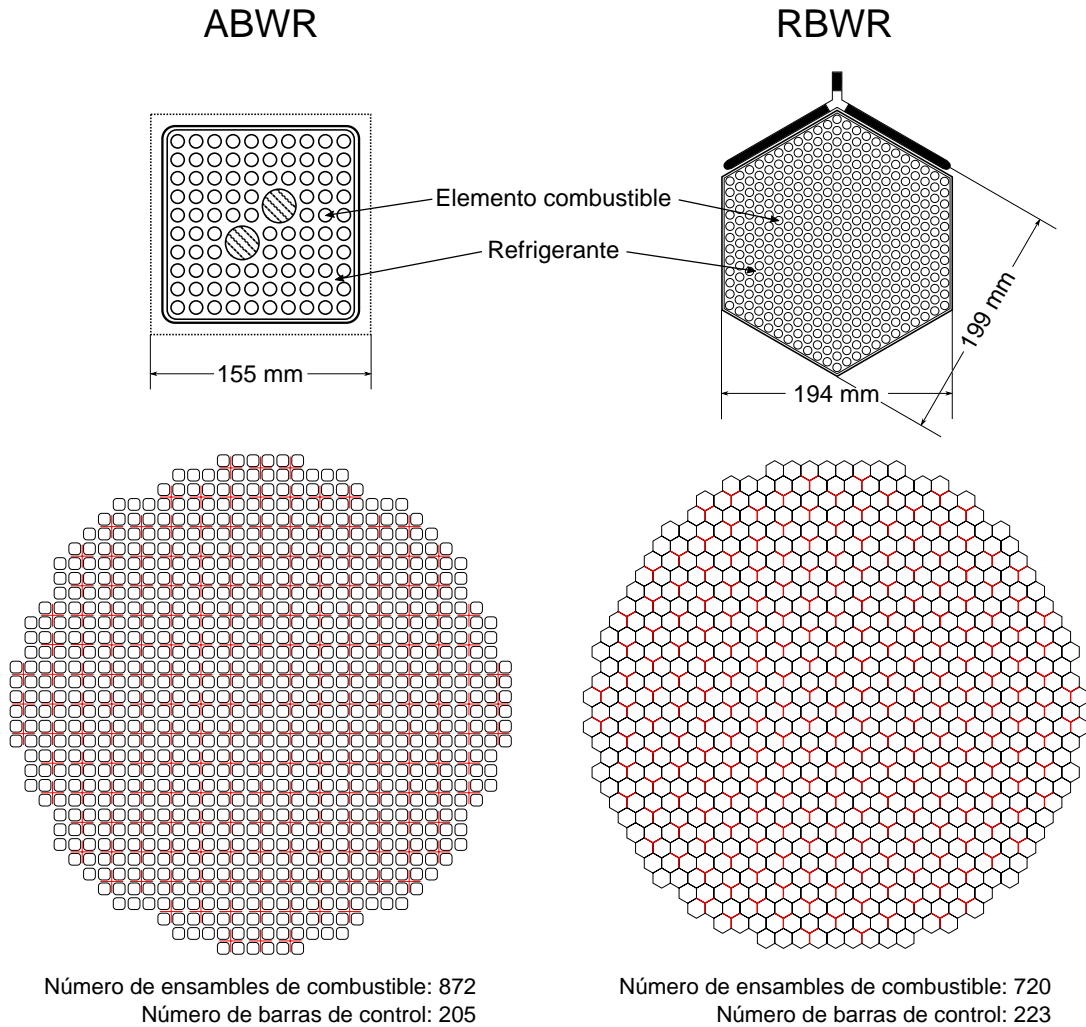 ABWR
RBWR
Elemento combustible
Refrigerante
155 mm
194 mm
199 mm
Número de ensambles de combustible: 872
Número de barras de control: 205
Número de ensambles de combustible: 720
Número de barras de control: 223